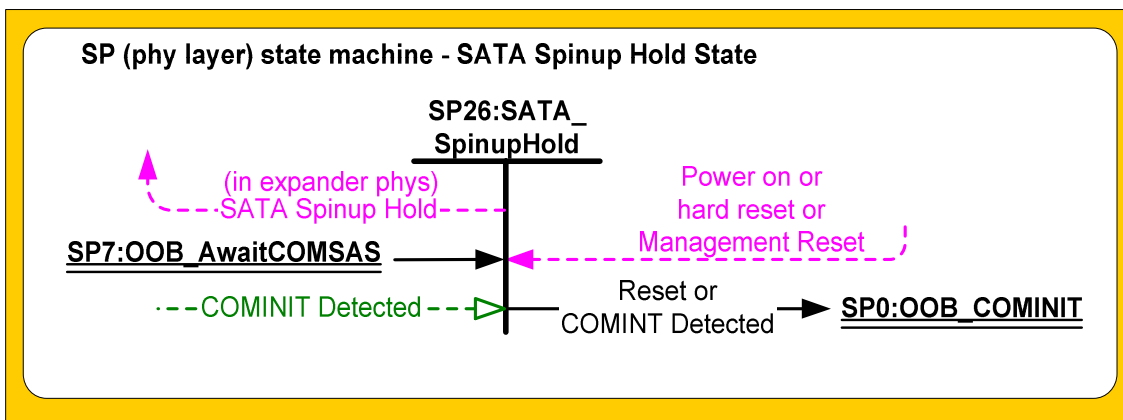 SP (phy layer) state machine - SATA Spinup Hold State
SP26:SATA_
SpinupHold
(in expander phys)
SATA Spinup Hold
Power on or
hard reset or
Management Reset
SP7:OOB_AwaitCOMSAS
COMINIT Detected
Reset or
COMINT Detected
SP0:OOB_COMINIT